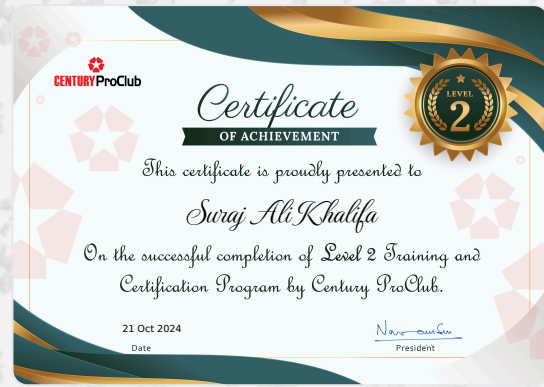 CENTURY ProClub
Certificate
OF ACHIEVEMENT
LEVEL
2
This certificate is proudly presented to
Suraj Ali Khalifa
On the successful completion of Level 2 Training and
Certification Program by Century ProClub.
21 Oct 2024
Date
President